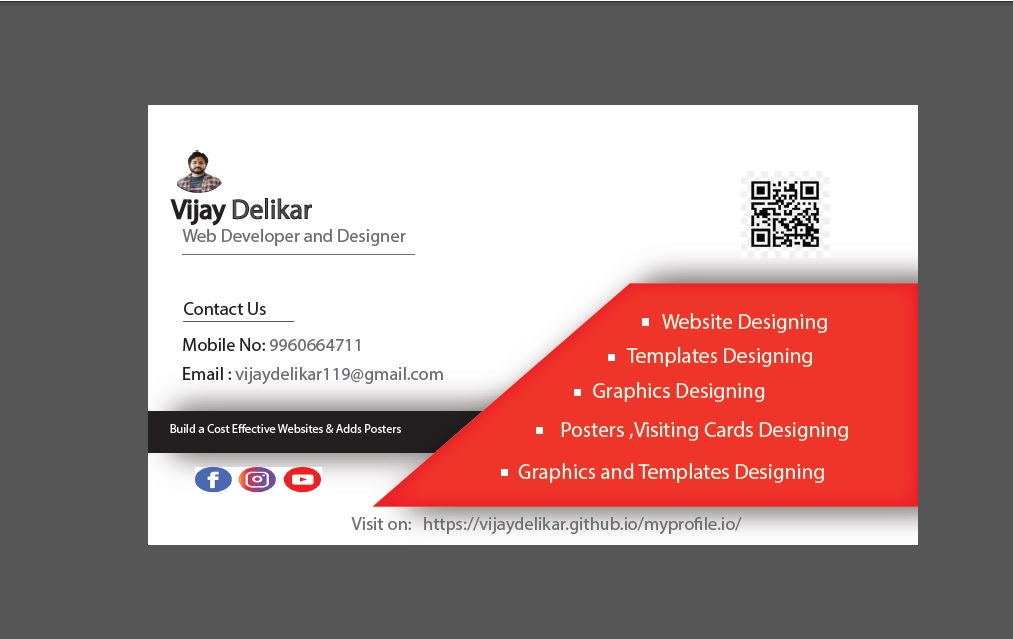 Vijay Delikar
Web Developer and Designer
Contact Us
Mobile No: 9960664711
Email : vijaydelikar119@gmail.com
Build a Cost Effective Websites & Adds Posters
Website Designing
Templates Designing
Graphics Designing
Posters ,Visiting Cards Designing
Graphics and Templates Designing
Visit on: https://vijaydelikar.github.io/myprofile.io/